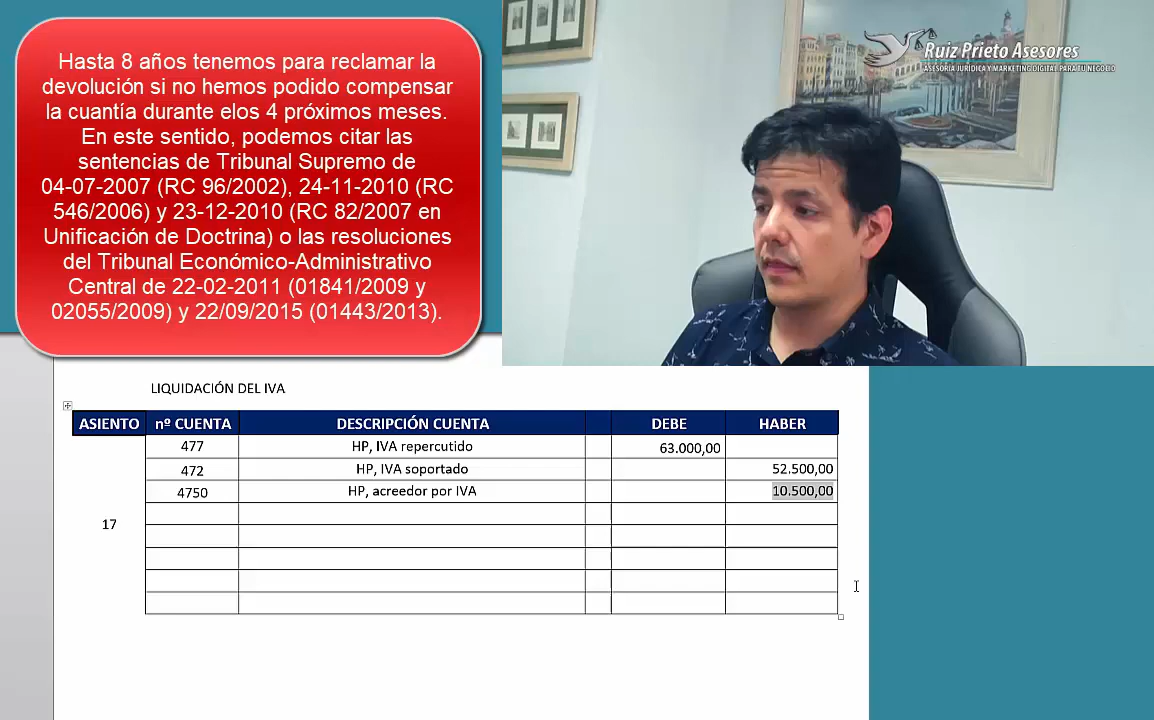 Hasta 8 años tenemos para reclamar la
devolución si no hemos podido compensar
la cuantía durante elos 4 próximos meses.
En este sentido, podemos citar las
sentencias de Tribunal Supremo de
04-07-2007 (RC 96/2002), 24-11-2010 (RC
546/2006) y 23-12-2010 (RC 82/2007 en
Unificación de Doctrina) o las resoluciones
del Tribunal Económico-Administrativo
Central de 22-02-2011 (01841/2009 y
02055/2009) y 22/09/2015 (01443/2013).
Ruiz Prieto Asesores
ASESORÍA JURÍDICA Y MARKETING DIGITAL PARA TU NEGOCIO
LIQUIDACIÓN DEL IVA
ASIENTO nº CUENTA DESCRIPCIÓN CUENTA DEBE HABER
477 HP, IVA repercutido 63.000,00
472 HP, IVA soportado 52.500,00
4750 HP, acreedor por IVA 10.500,00
17